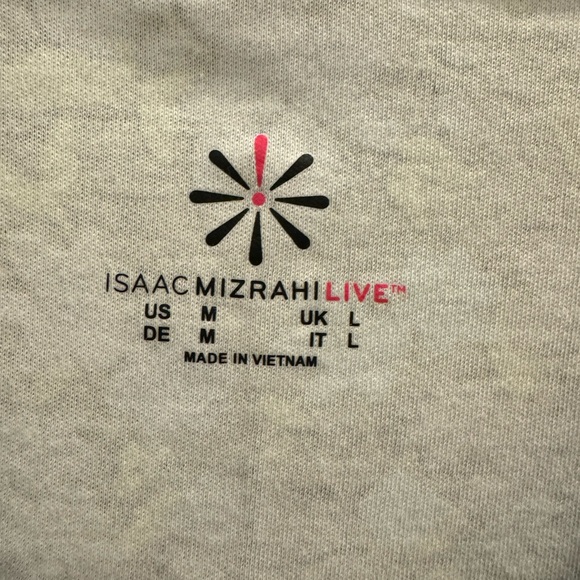 ISAACMIZRAHILIVE™
US M UK L
DE M IT L
MADE IN VIETNAM